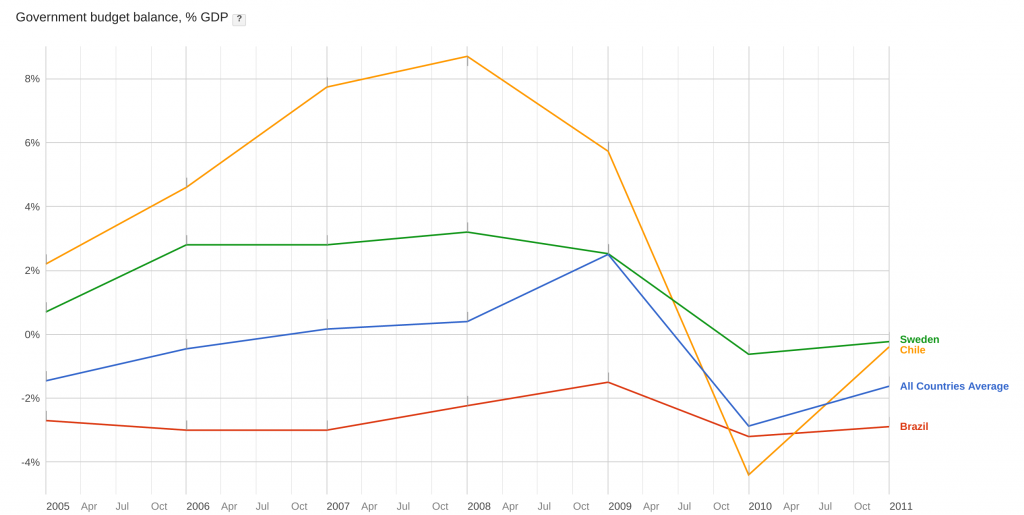 Government budget balance, % GDP ?
8%
6%
4%
2%
0%
-2%
-4%
Sweden
Chile
All Countries Average
Brazil
2005 Apr Jul Oct 2006 Apr Jul Oct 2007 Apr Jul Oct 2008 Apr Jul Oct 2009 Apr Jul Oct 2010 Apr Jul Oct 2011